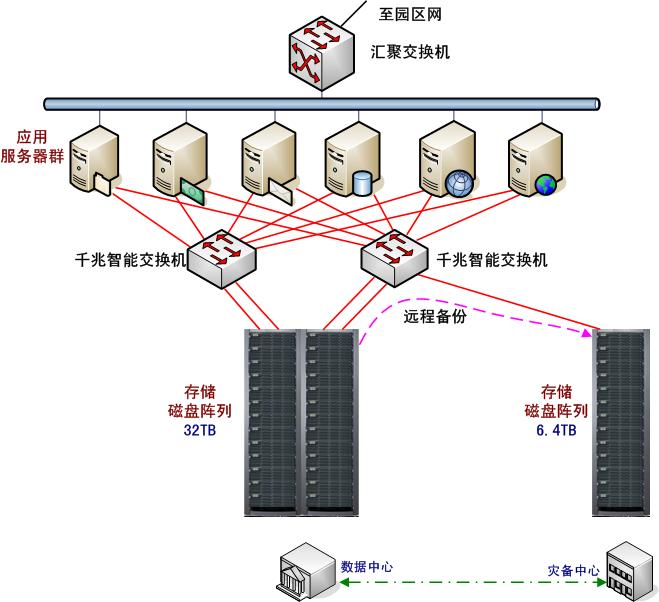 至园区网
汇聚交换机
应用
服务器群
千兆智能交换机
千兆智能交换机
远程备份
存储
磁盘阵列
32TB
存储
磁盘阵列
6.4TB
数据中心
灾备中心